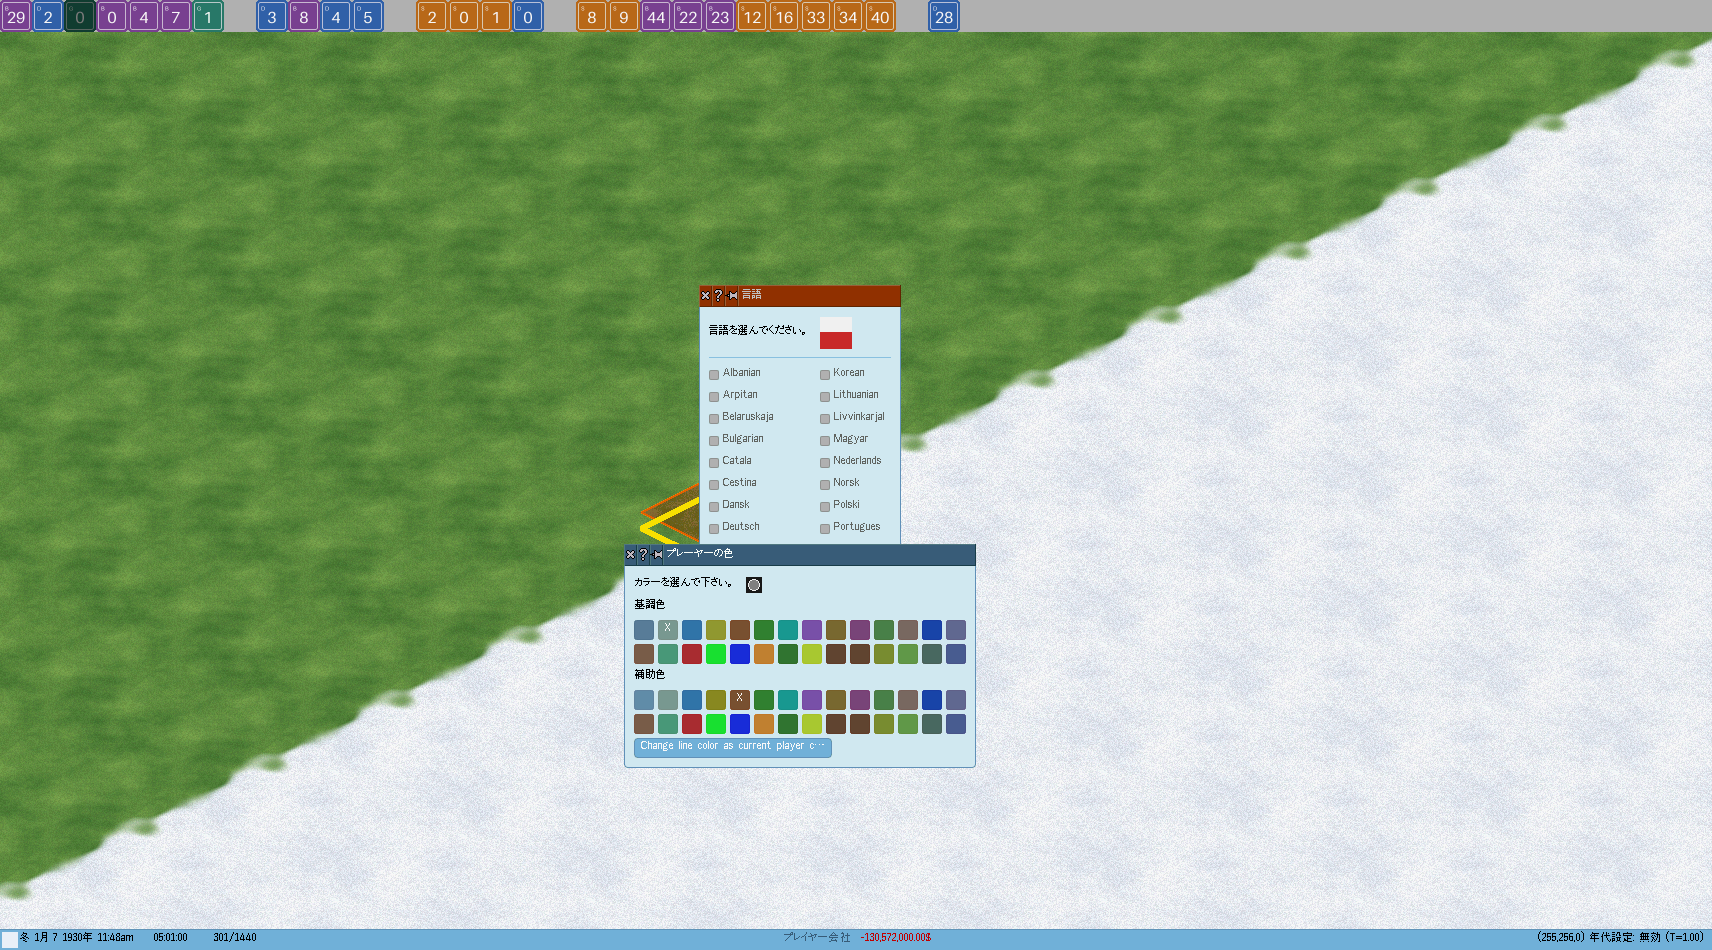 29 2 0 0 4 7 1 3 8 4 5 2 0 1 0 8 9 44 22 23 12 16 33 34 40 28
言語
言語を選んでください。
Albanian Korean
Arpitan Lithuanian
Belaruskaja Livvinkarjal
Bulgarian Magyar
Catala Nederlands
Cestina Norsk
Dansk Polski
Deutsch Portugues
プレーヤーの色
カラーを選んで下さい。
基調色
X
補助色
X
Change line color as current player c…
冬 1月 7 1930年 11:48am 05:01:00 301/1440 プレイヤー会社 -130,572,000.00$ (255,256,0) 年代設定: 無効 (T=1.00)